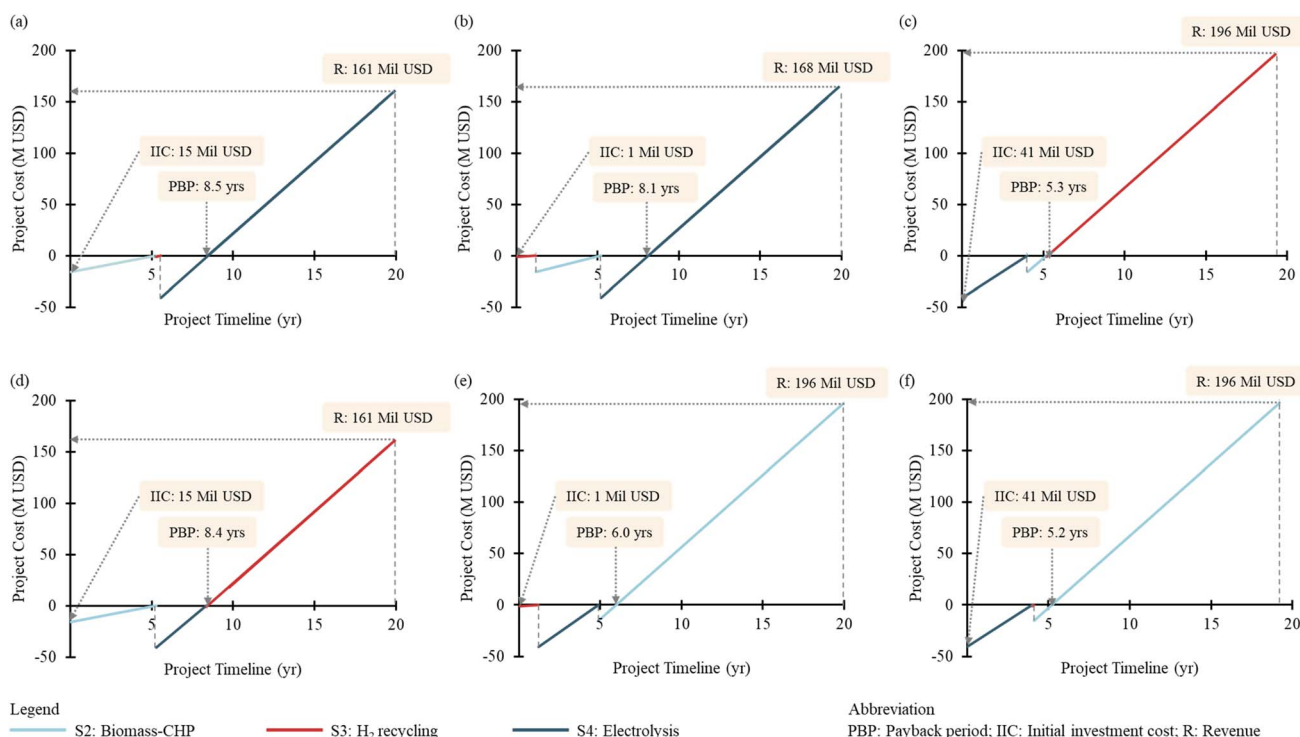 (a)
200
150
100
50
0
-50
Project Cost (M USD)
R: 161 Mil USD
IIC: 15 Mil USD
PBP: 8.5 yrs
5
10
15
20
Project Timeline (yr)
(b)
200
150
100
50
0
-50
Project Cost (M USD)
R: 168 Mil USD
IIC: 1 Mil USD
PBP: 8.1 yrs
5
10
15
20
Project Timeline (yr)
(c)
200
150
100
50
0
-50
Project Cost (M USD)
R: 196 Mil USD
IIC: 41 Mil USD
PBP: 5.3 yrs
5
10
15
20
Project Timeline (yr)
(d)
200
150
100
50
0
-50
Project Cost (M USD)
R: 161 Mil USD
IIC: 15 Mil USD
PBP: 8.4 yrs
5
10
15
20
Project Timeline (yr)
(e)
200
150
100
50
0
-50
Project Cost (M USD)
R: 196 Mil USD
IIC: 1 Mil USD
PBP: 6.0 yrs
5
10
15
20
Project Timeline (yr)
(f)
200
150
100
50
0
-50
Project Cost (M USD)
R: 196 Mil USD
IIC: 41 Mil USD
PBP: 5.2 yrs
5
10
15
20
Project Timeline (yr)
Legend
S2: Biomass-CHP
S3: H₂ recycling
S4: Electrolysis
Abbreviation
PBP: Payback period; IIC: Initial investment cost; R: Revenue